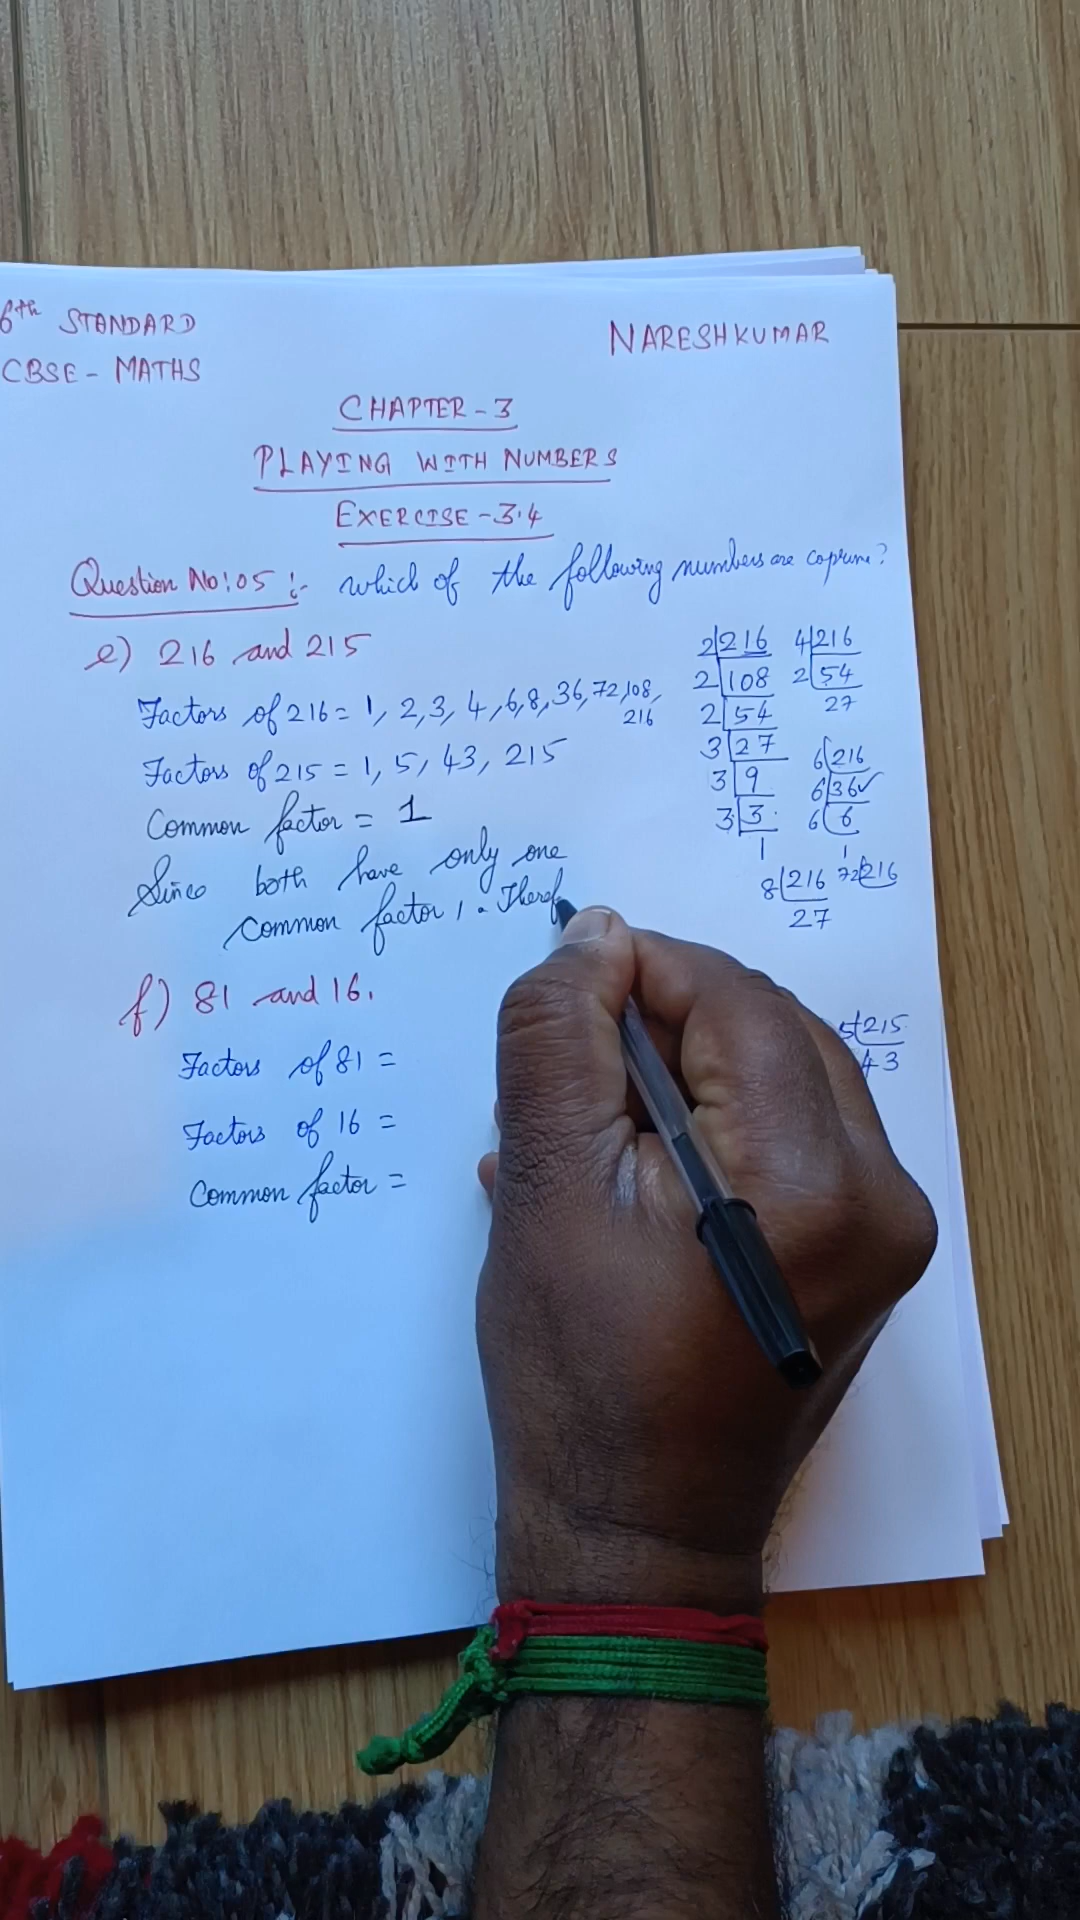 6th STANDARD
NARESHKUMAR
CBSE - MATHS
CHAPTER - 3
PLAYING WITH NUMBERS
EXERCISE - 3.4
Question No: 05 :- which of the following numbers are coprime?
e) 216 and 215
Factors of 216 = 1, 2, 3, 4, 6, 8, 36, 72, 108,
216
Factors of 215 = 1, 5, 43, 215
Common factor = 1
Since both have only one
common factor 1. Theref
f) 81 and 16.
Factors of 81 =
Factors of 16 =
Common factor =
2 216
2 108
2 54
3 27
3 9
3 3
1
4 216
2 54
27
6 216
6 36 ✓
6 6
1
8 216
27
72 216
5 215
43